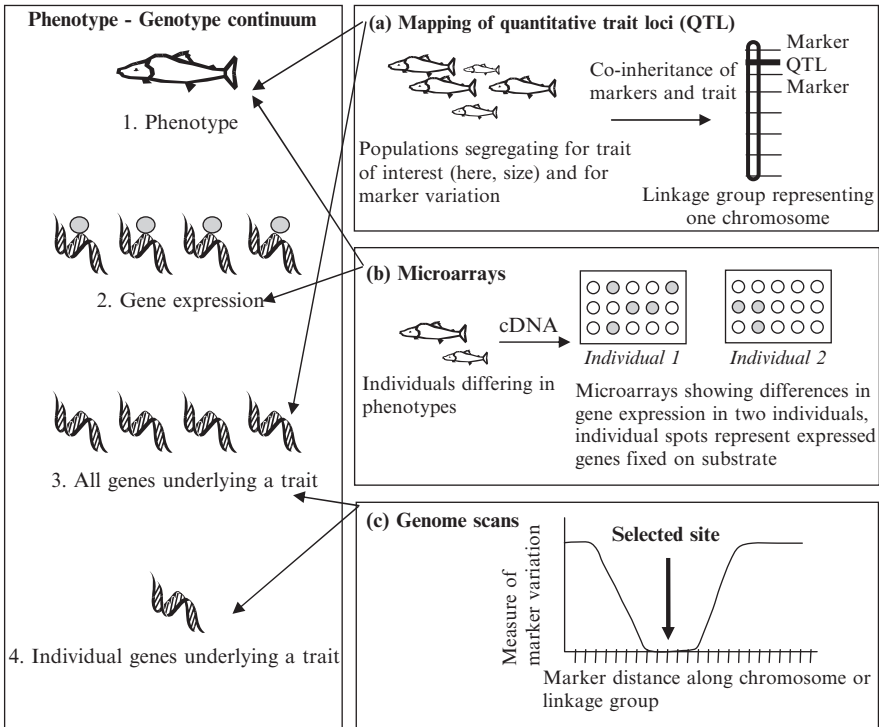 Phenotype - Genotype continuum
1. Phenotype
2. Gene expression
3. All genes underlying a trait
4. Individual genes underlying a trait
(a) Mapping of quantitative trait loci (QTL)
Populations segregating for trait
of interest (here, size) and for
marker variation
Co-inheritance of
markers and trait
Marker
QTL
Marker
Linkage group representing
one chromosome
(b) Microarrays
cDNA
Individuals differing in
phenotypes
Individual 1
Individual 2
Microarrays showing differences in
gene expression in two individuals,
individual spots represent expressed
genes fixed on substrate
(c) Genome scans
Selected site
Measure of
marker variation
Marker distance along chromosome or
linkage group